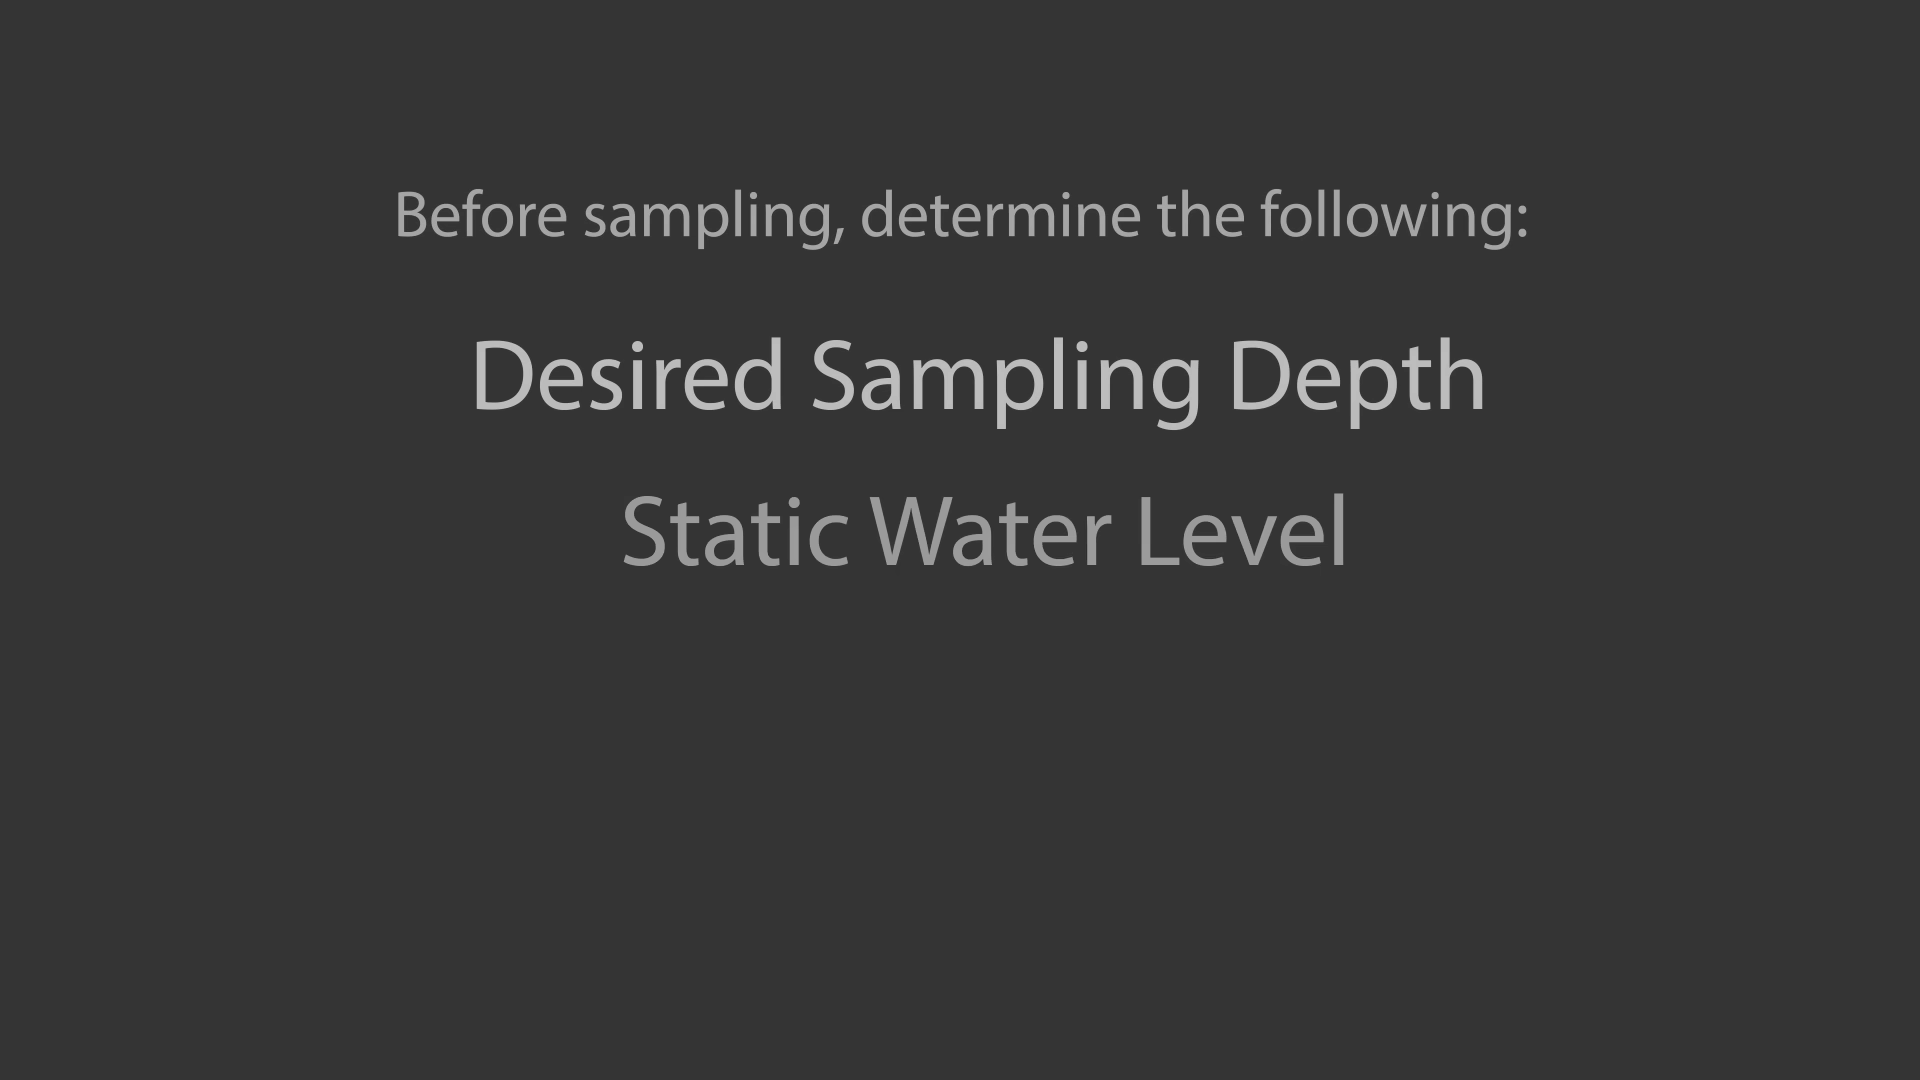 Before sampling, determine the following:
Desired Sampling Depth
Static Water Level